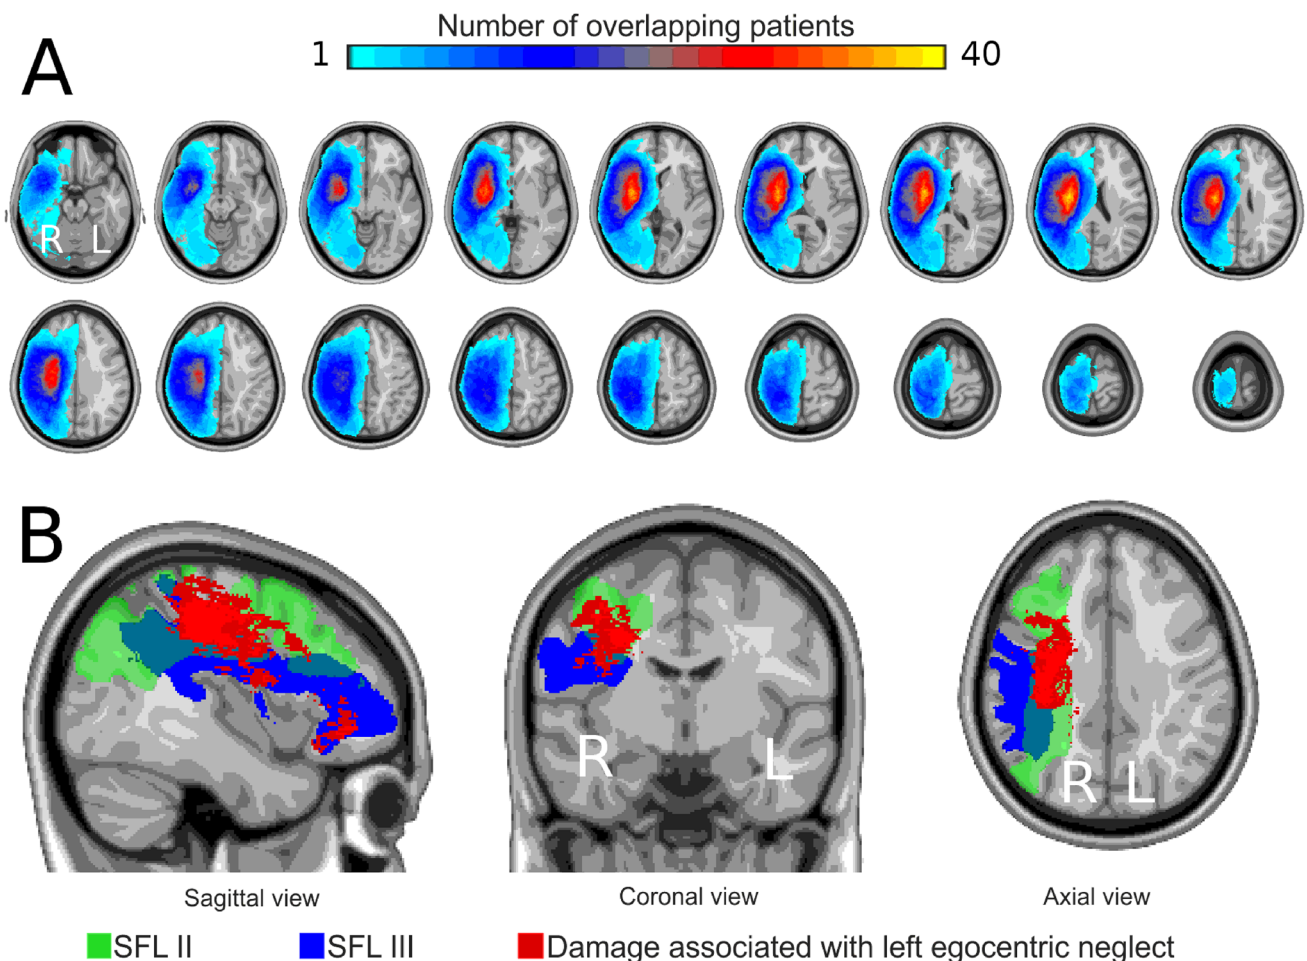 Number of overlapping patients
A
1 40
R L
B
R L
R L
Sagittal view Coronal view Axial view
SFL II SFL III Damage associated with left egocentric neglect